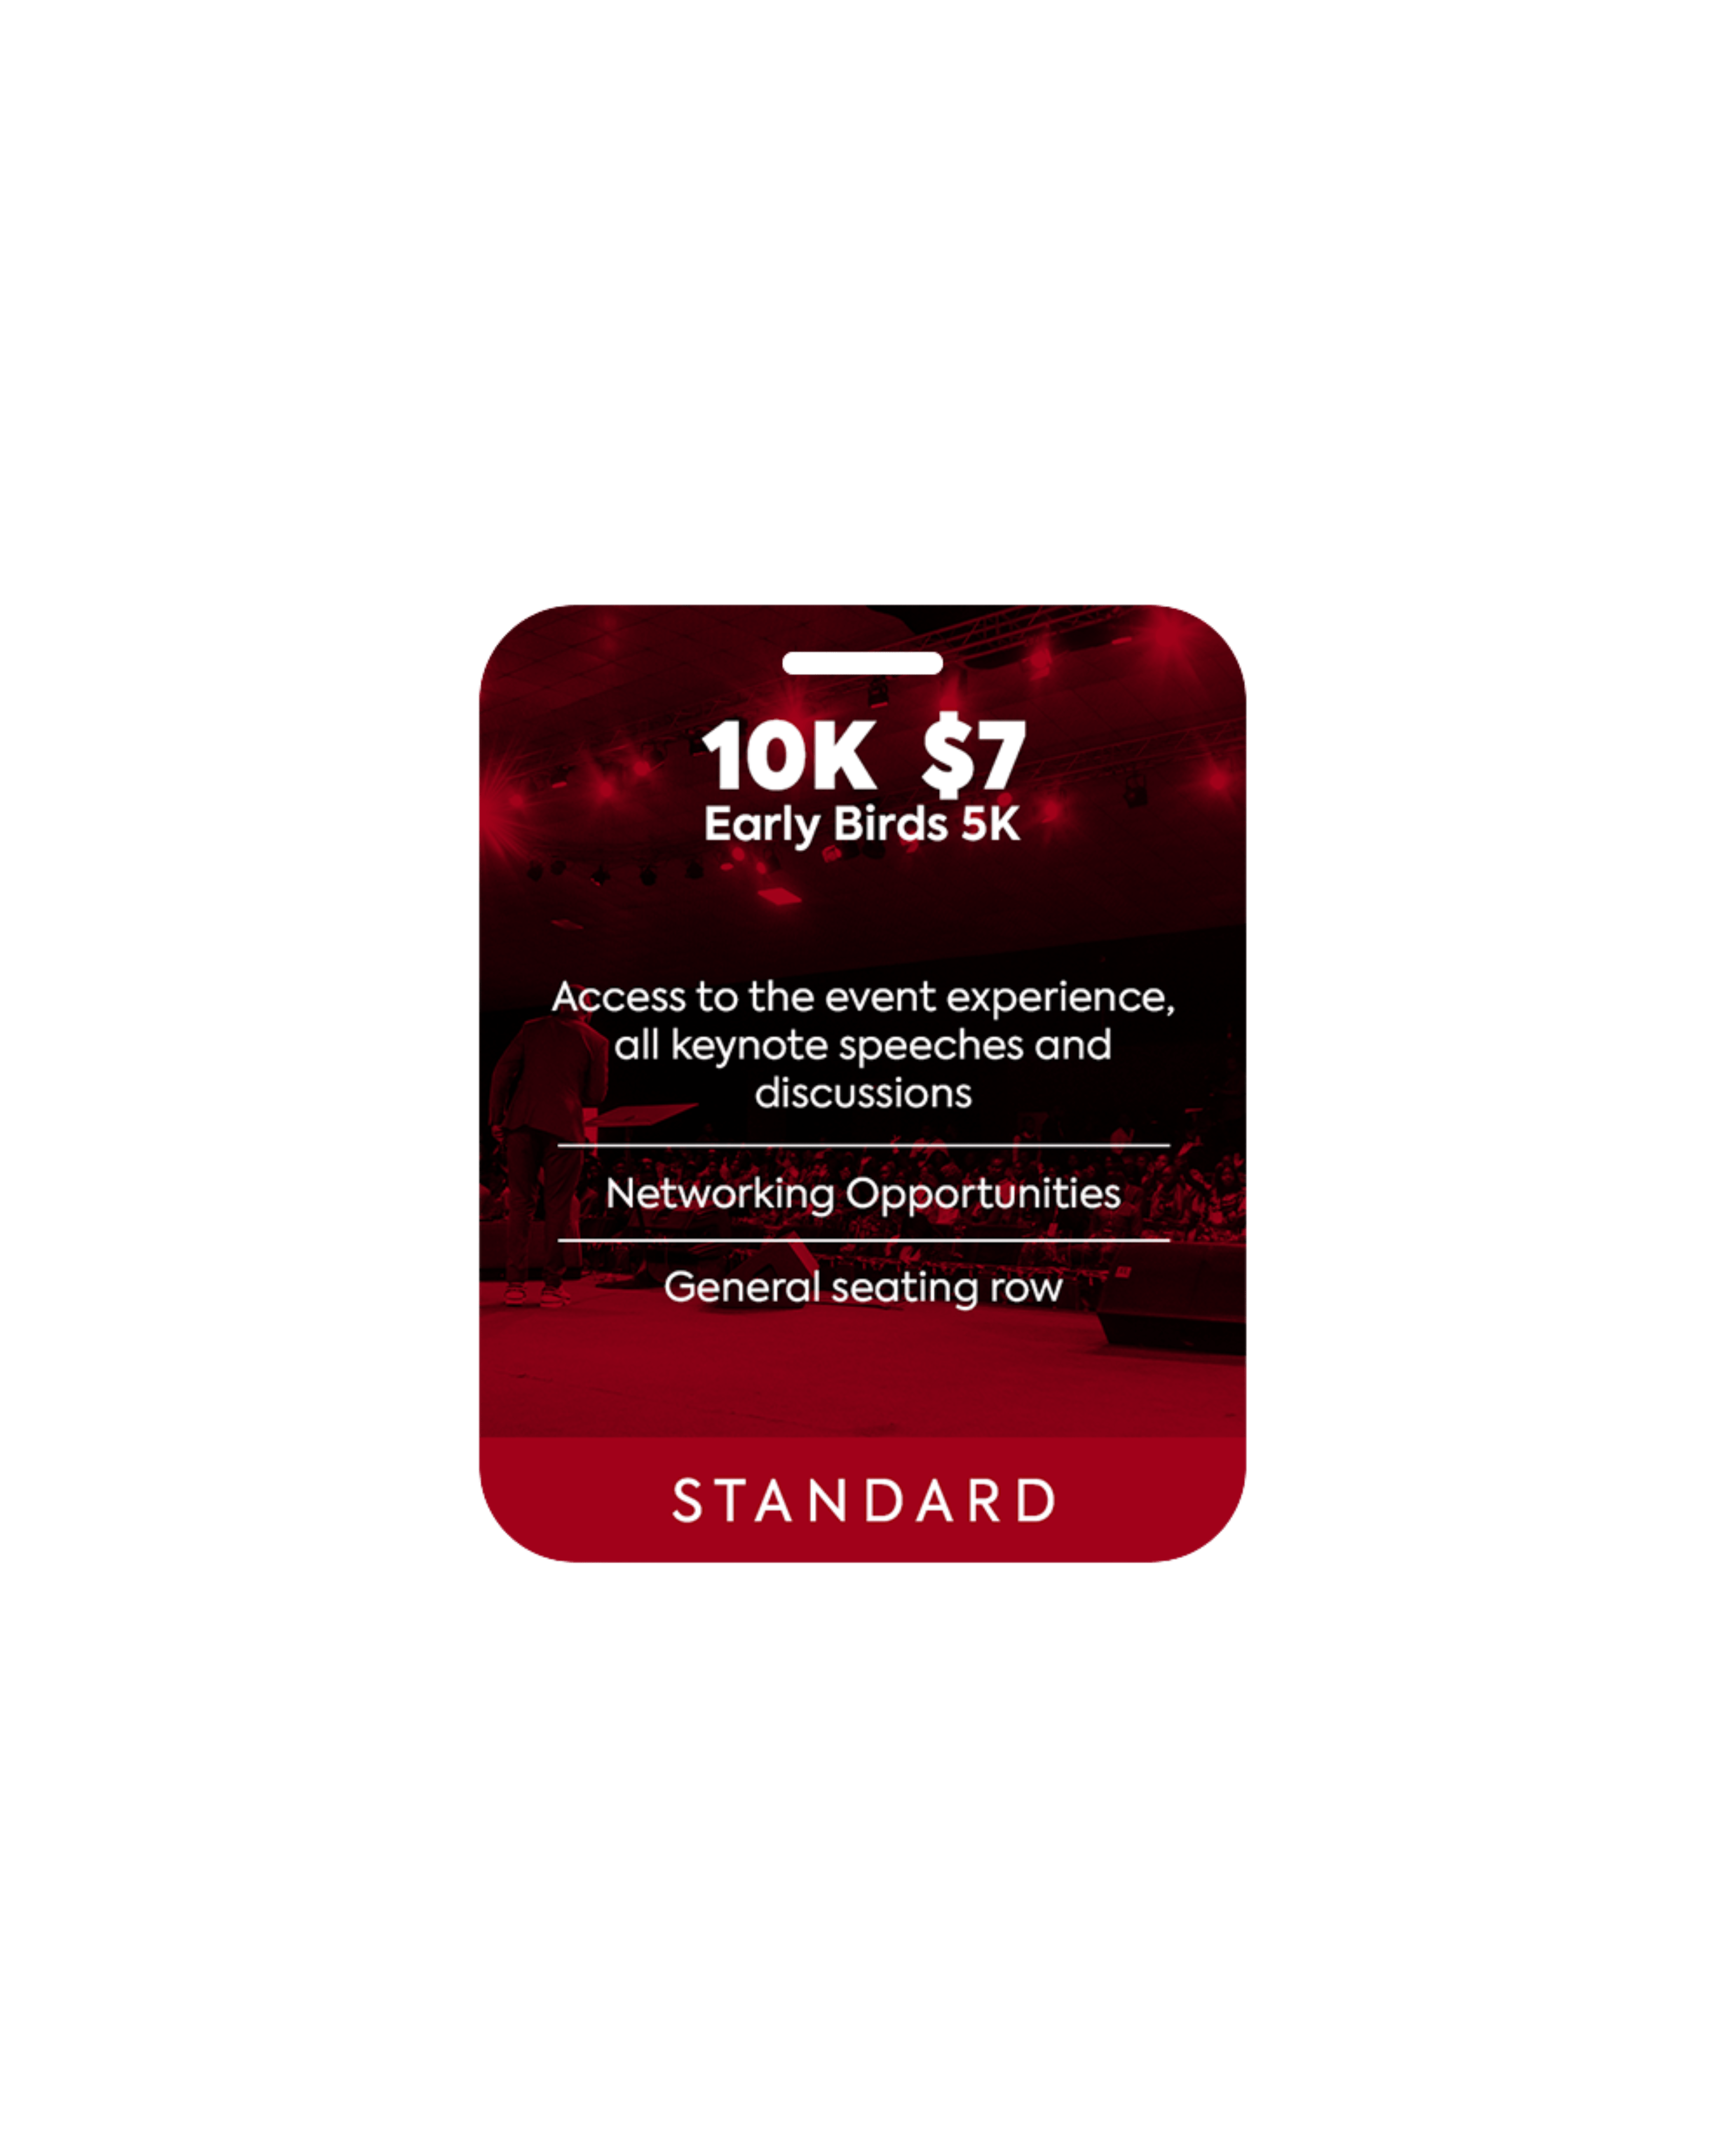 10K $7
Early Birds 5K
Access to the event experience,
all keynote speeches and
discussions
Networking Opportunities
General seating row
STANDARD